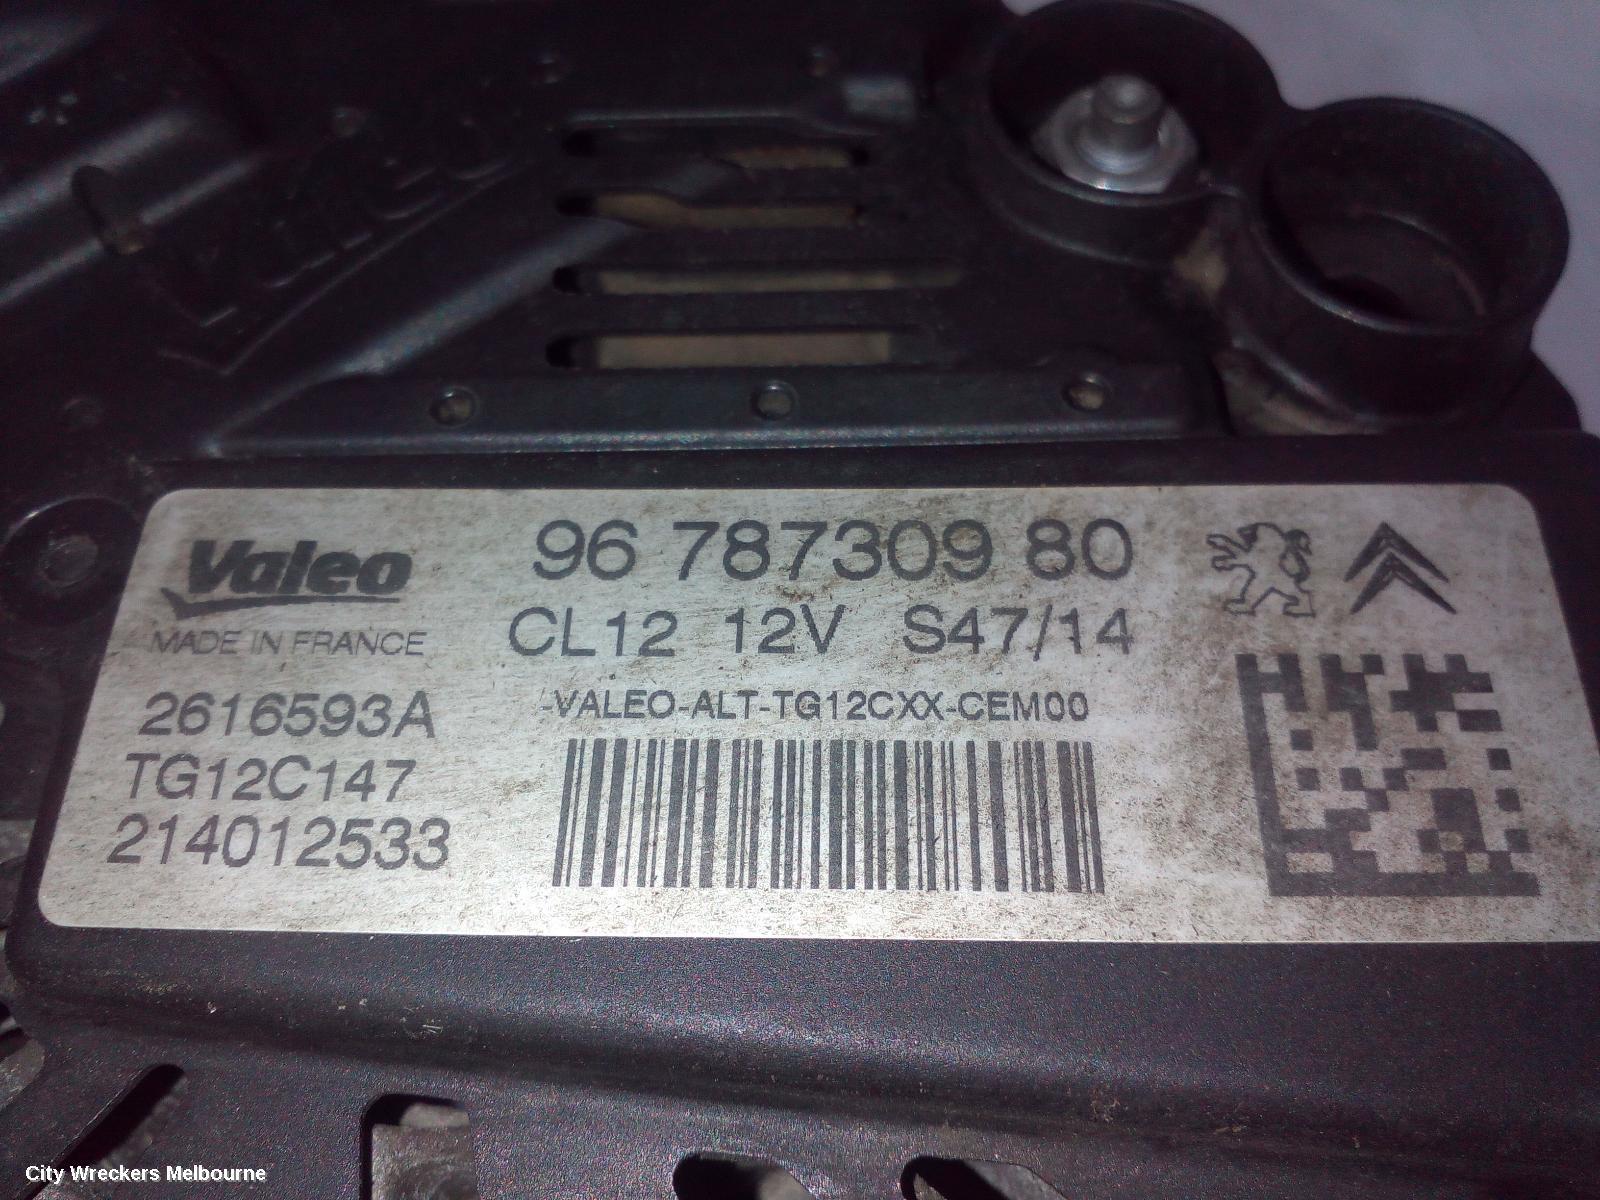 Valeo
Valeo
MADE IN FRANCE
2616593A
TG12C147
214012533
96 787309 80
CL12 12V S47/14
-VALEO-ALT-TG12CXX-CEM00
City Wreckers Melbourne